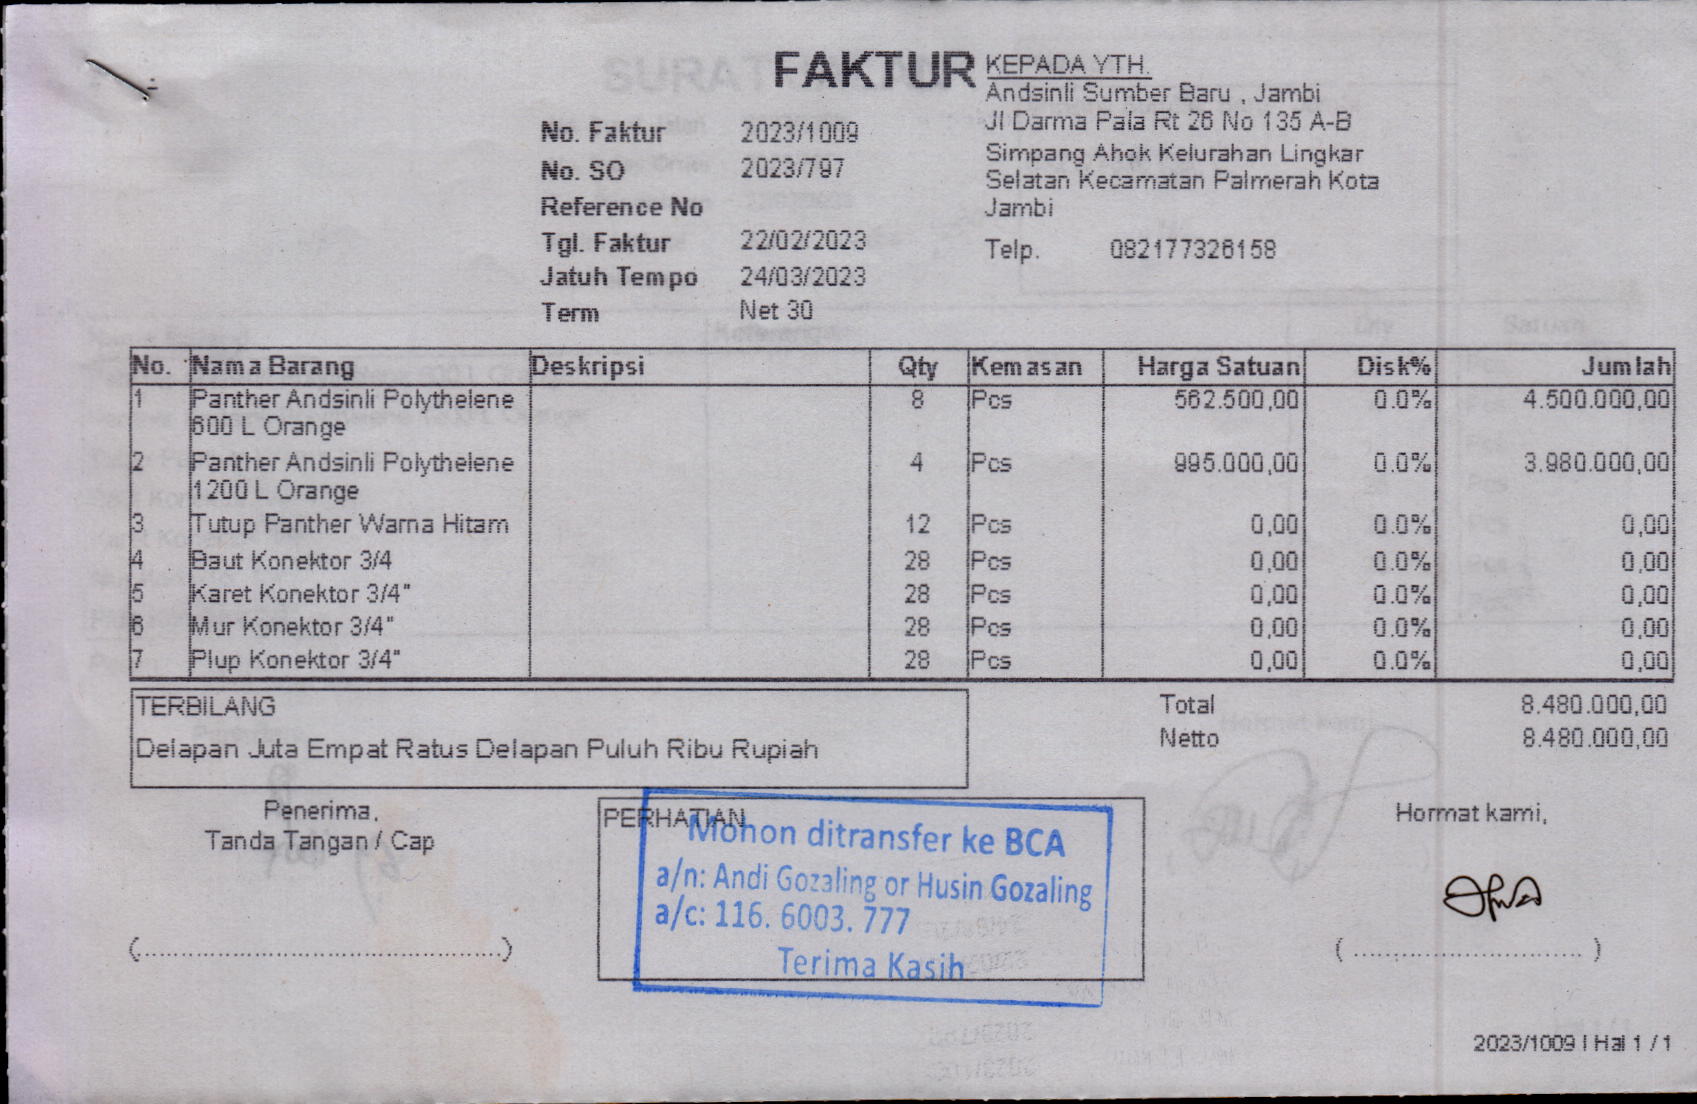 FAKTUR
No. Faktur 2023/1009
No. SO 2023/797
Reference No
Tgl. Faktur 22/02/2023
Jatuh Tempo 24/03/2023
Term Net 30
KEPADA YTH.
Andsinli Sumber Baru , Jambi
Jl Darma Pala Rt 26 No 135 A-B
Simpang Ahok Kelurahan Lingkar
Selatan Kecamatan Palmerah Kota
Jambi
Telp. 082177326158
No. Nama Barang Deskripsi Qty Kemasan Harga Satuan Disk% Jumlah
1 Panther Andsinli Polythelene 8 Pcs 562.500,00 0.0% 4.500.000,00
600 L Orange
2 Panther Andsinli Polythelene 4 Pcs 995.000,00 0.0% 3.980.000,00
1200 L Orange
3 Tutup Panther Warna Hitam 12 Pcs 0,00 0.0% 0,00
4 Baut Konektor 3/4 28 Pcs 0,00 0.0% 0,00
5 Karet Konektor 3/4" 28 Pcs 0,00 0.0% 0,00
6 Mur Konektor 3/4" 28 Pcs 0,00 0.0% 0,00
7 Plup Konektor 3/4" 28 Pcs 0,00 0.0% 0,00
TERBILANG
Delapan Juta Empat Ratus Delapan Puluh Ribu Rupiah
Total 8.480.000,00
Netto 8.480.000,00
Penerima,
Tanda Tangan / Cap
(................................................)
PERHATIAN
Mohon ditransfer ke BCA
a/n: Andi Gozaling or Husin Gozaling
a/c: 116. 6003. 777
Terima Kasih
Hormat kami,
( .............................. )
2023/1009 | Hal 1 / 1